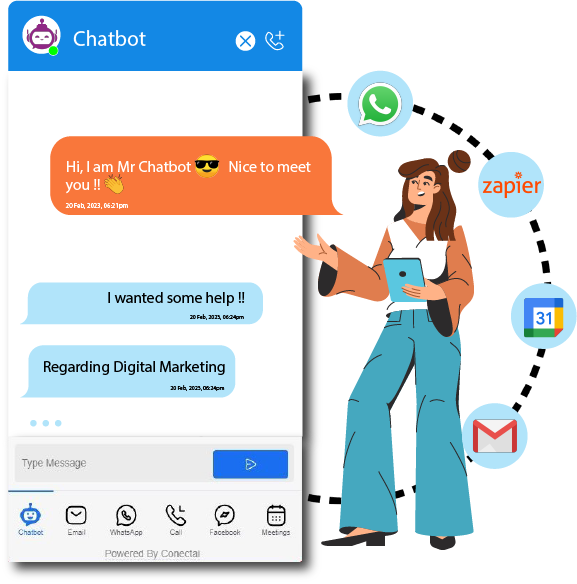 Chatbot
Hi, I am Mr Chatbot 😎 Nice to meet
you !! 👏
20 Feb, 2023, 06:21pm
zapier
I wanted some help !!
20 Feb, 2023, 06:24pm
31
Regarding Digital Marketing
20 Feb, 2023, 06:24pm
Type Message
Chatbot Email WhatsApp Call Facebook Meetings
Powered By Conectai